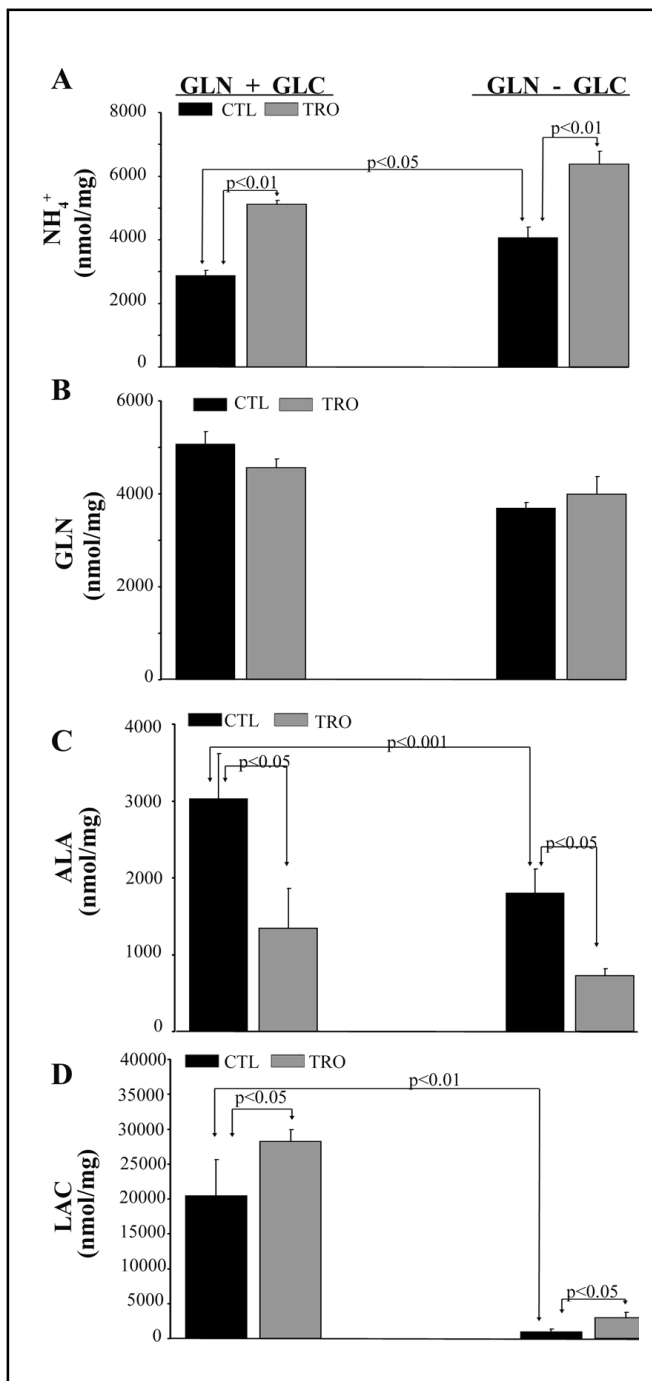 A
GLN + GLC
GLN - GLC
CTL
TRO
8000
6000
4000
2000
0
NH4+
(nmol/mg)
p<0.01
p<0.05
p<0.01
B
CTL
TRO
6000
4000
2000
0
GLN
(nmol/mg)
C
CTL
TRO
4000
3000
2000
1000
0
ALA
(nmol/mg)
p<0.05
p<0.001
p<0.05
D
CTL
TRO
40000
35000
30000
25000
20000
15000
10000
5000
0
LAC
(nmol/mg)
p<0.05
p<0.01
p<0.05